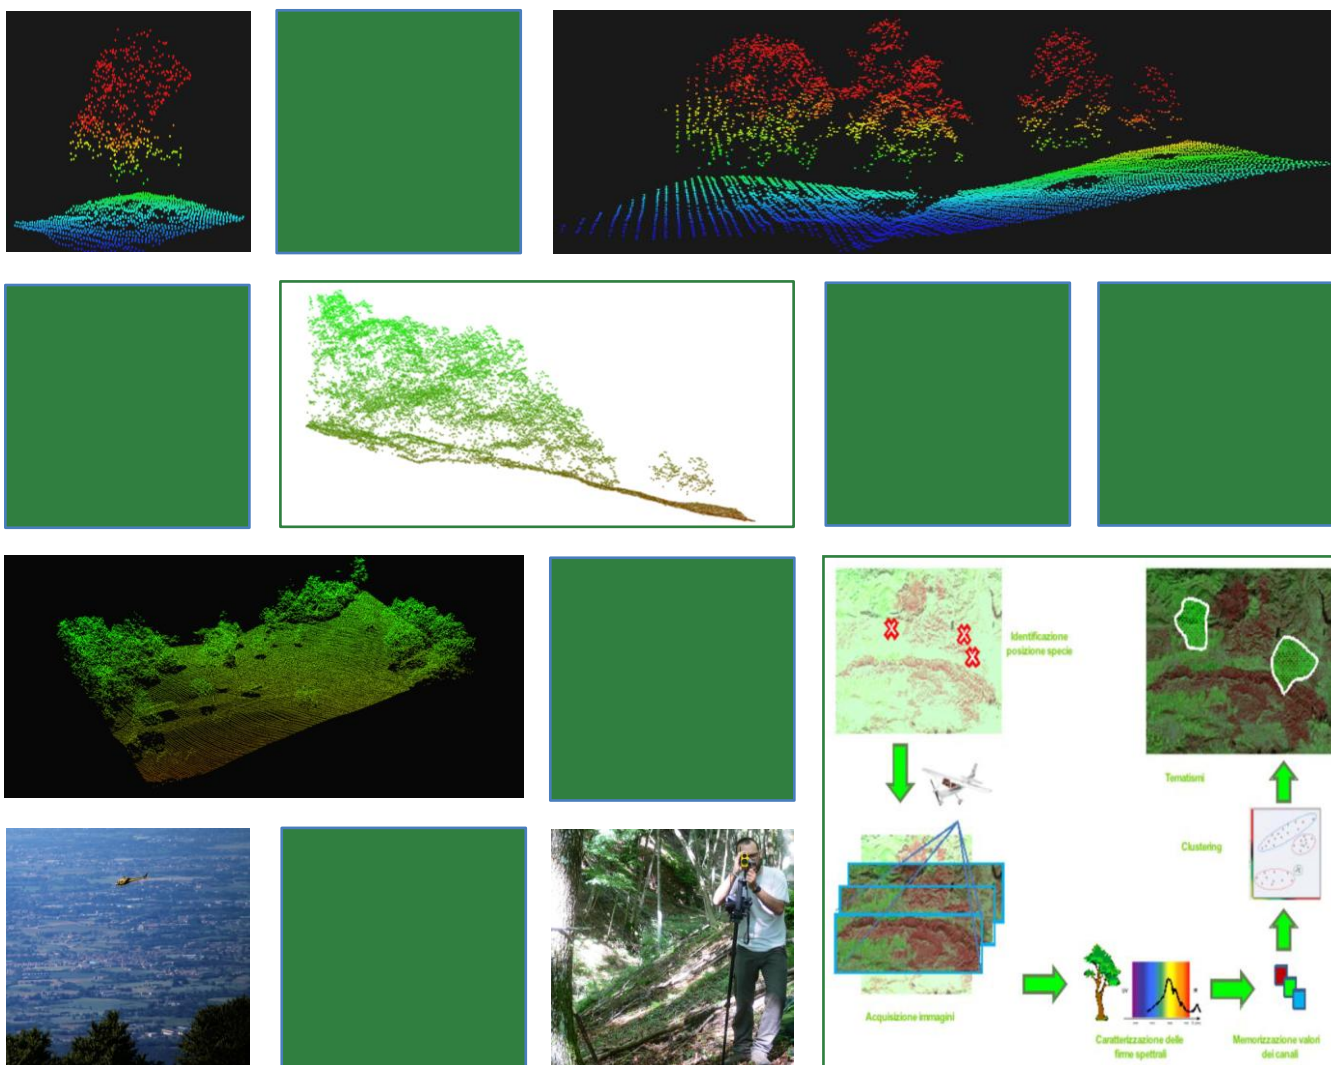 Identificazione
posizione specie
Tematismi
Clustering
Acquisizione immagini
Caratterizzazione delle
firme spettrali
Memorizzazione valori
dei canali